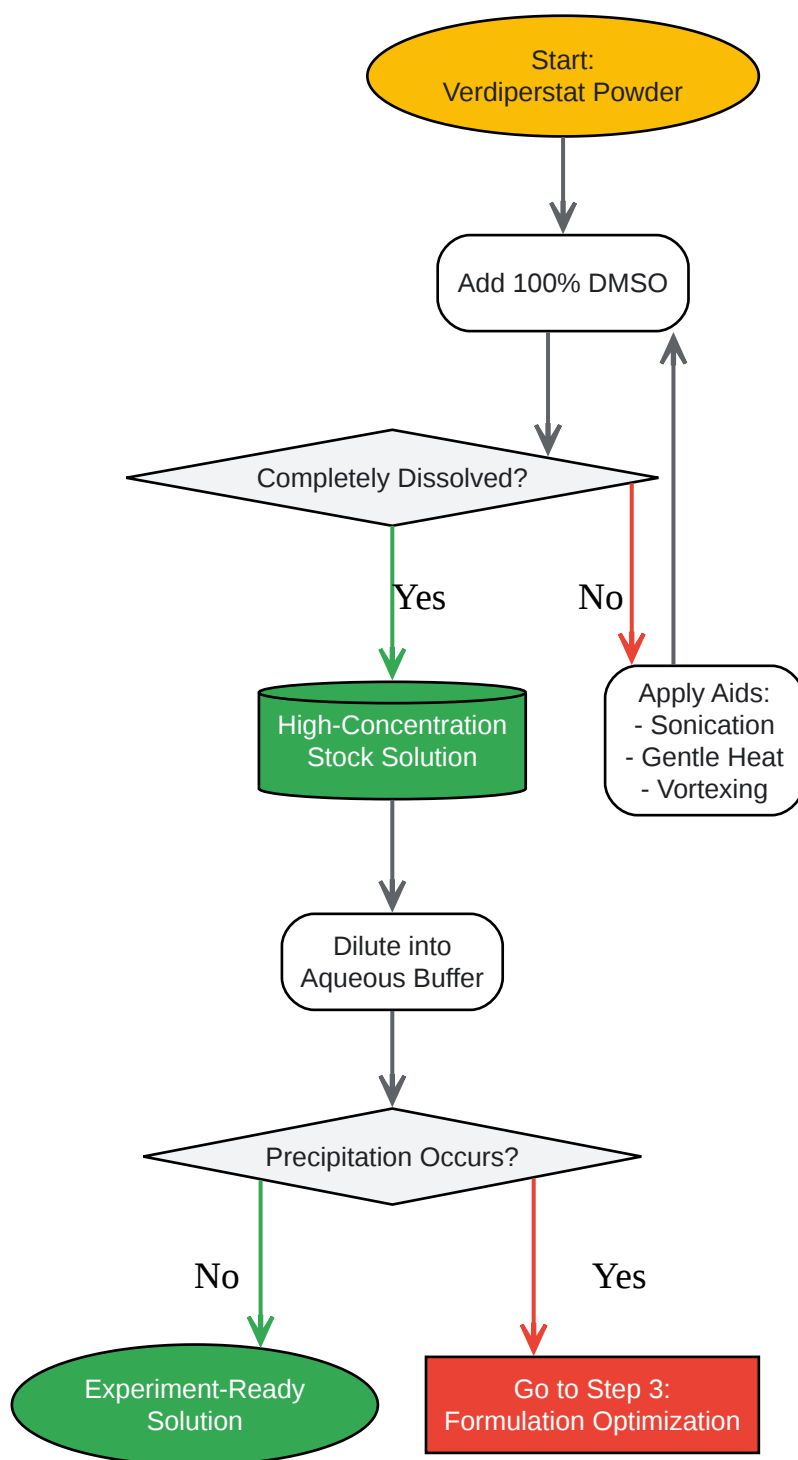 Start:
Verdiperstat Powder
Add 100% DMSO
Completely Dissolved?
Yes
No
High-Concentration
Stock Solution
Apply Aids:
- Sonication
- Gentle Heat
- Vortexing
Dilute into
Aqueous Buffer
Precipitation Occurs?
No
Yes
Experiment-Ready
Solution
Go to Step 3:
Formulation Optimization